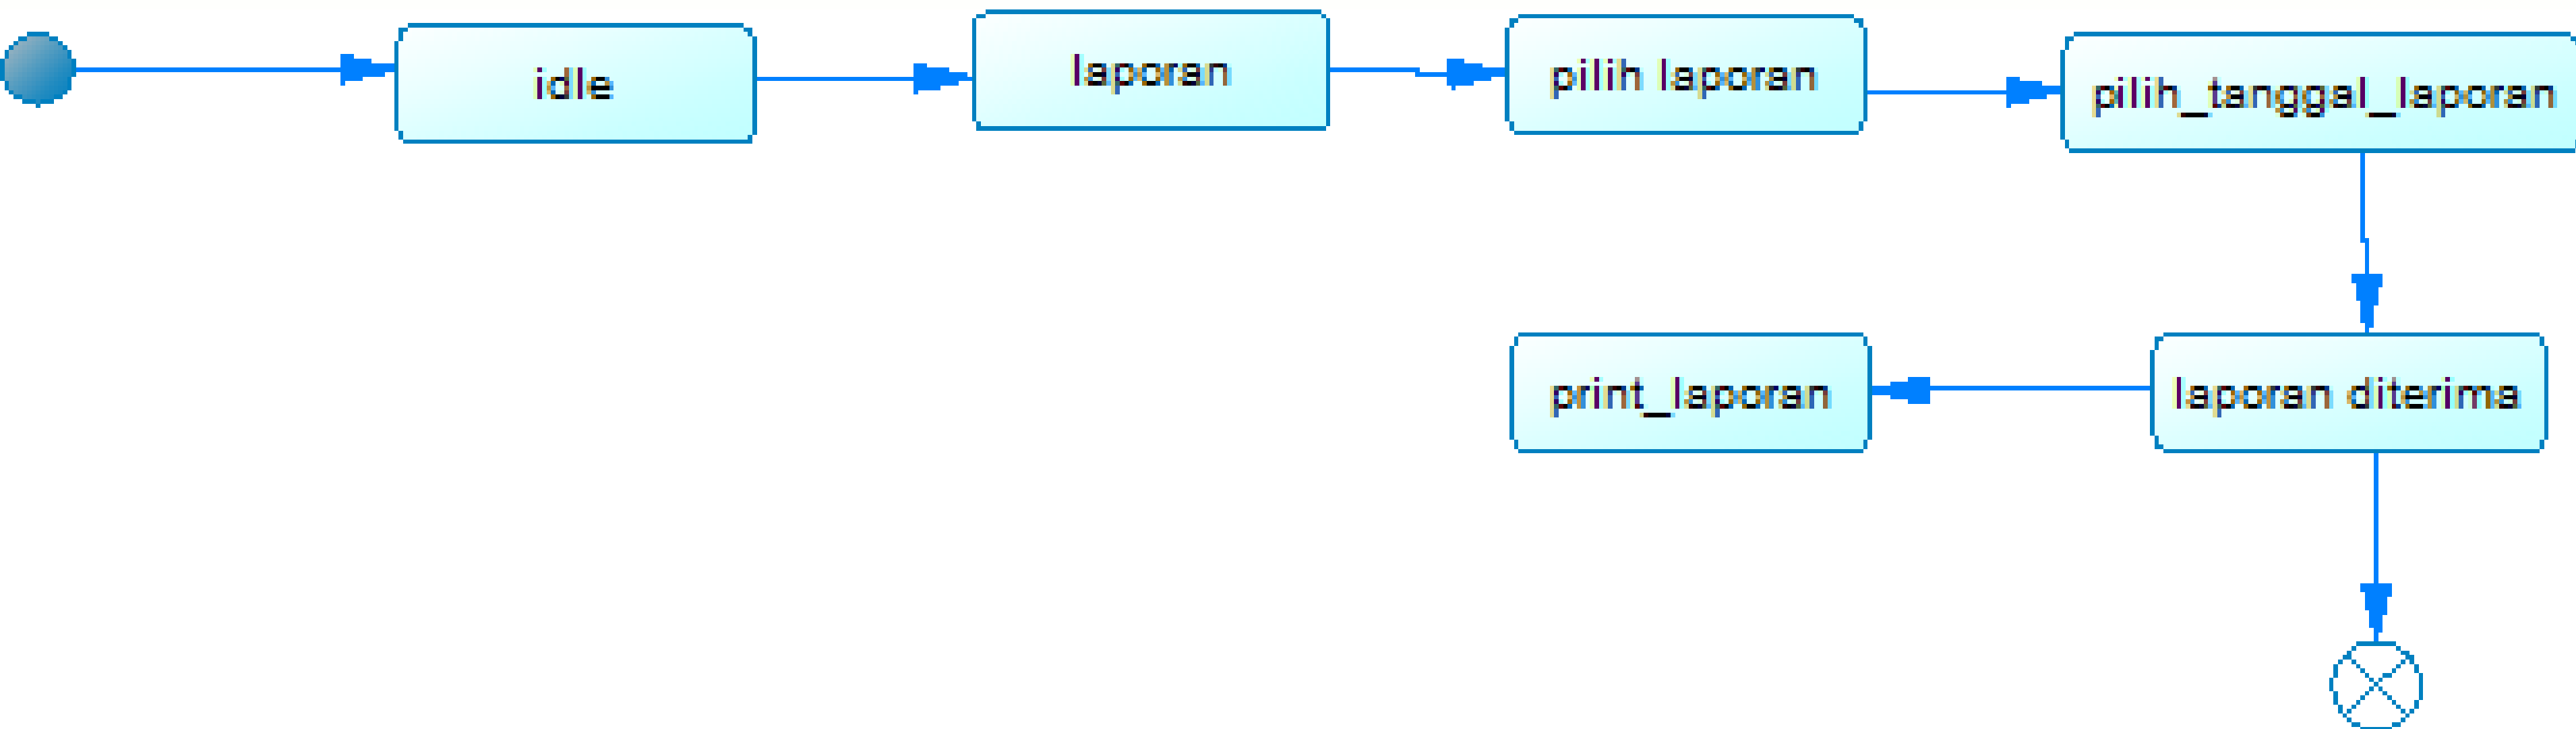 idle
laporan
pilih laporan
pilih_tanggal_laporan
print_laporan
laporan diterima